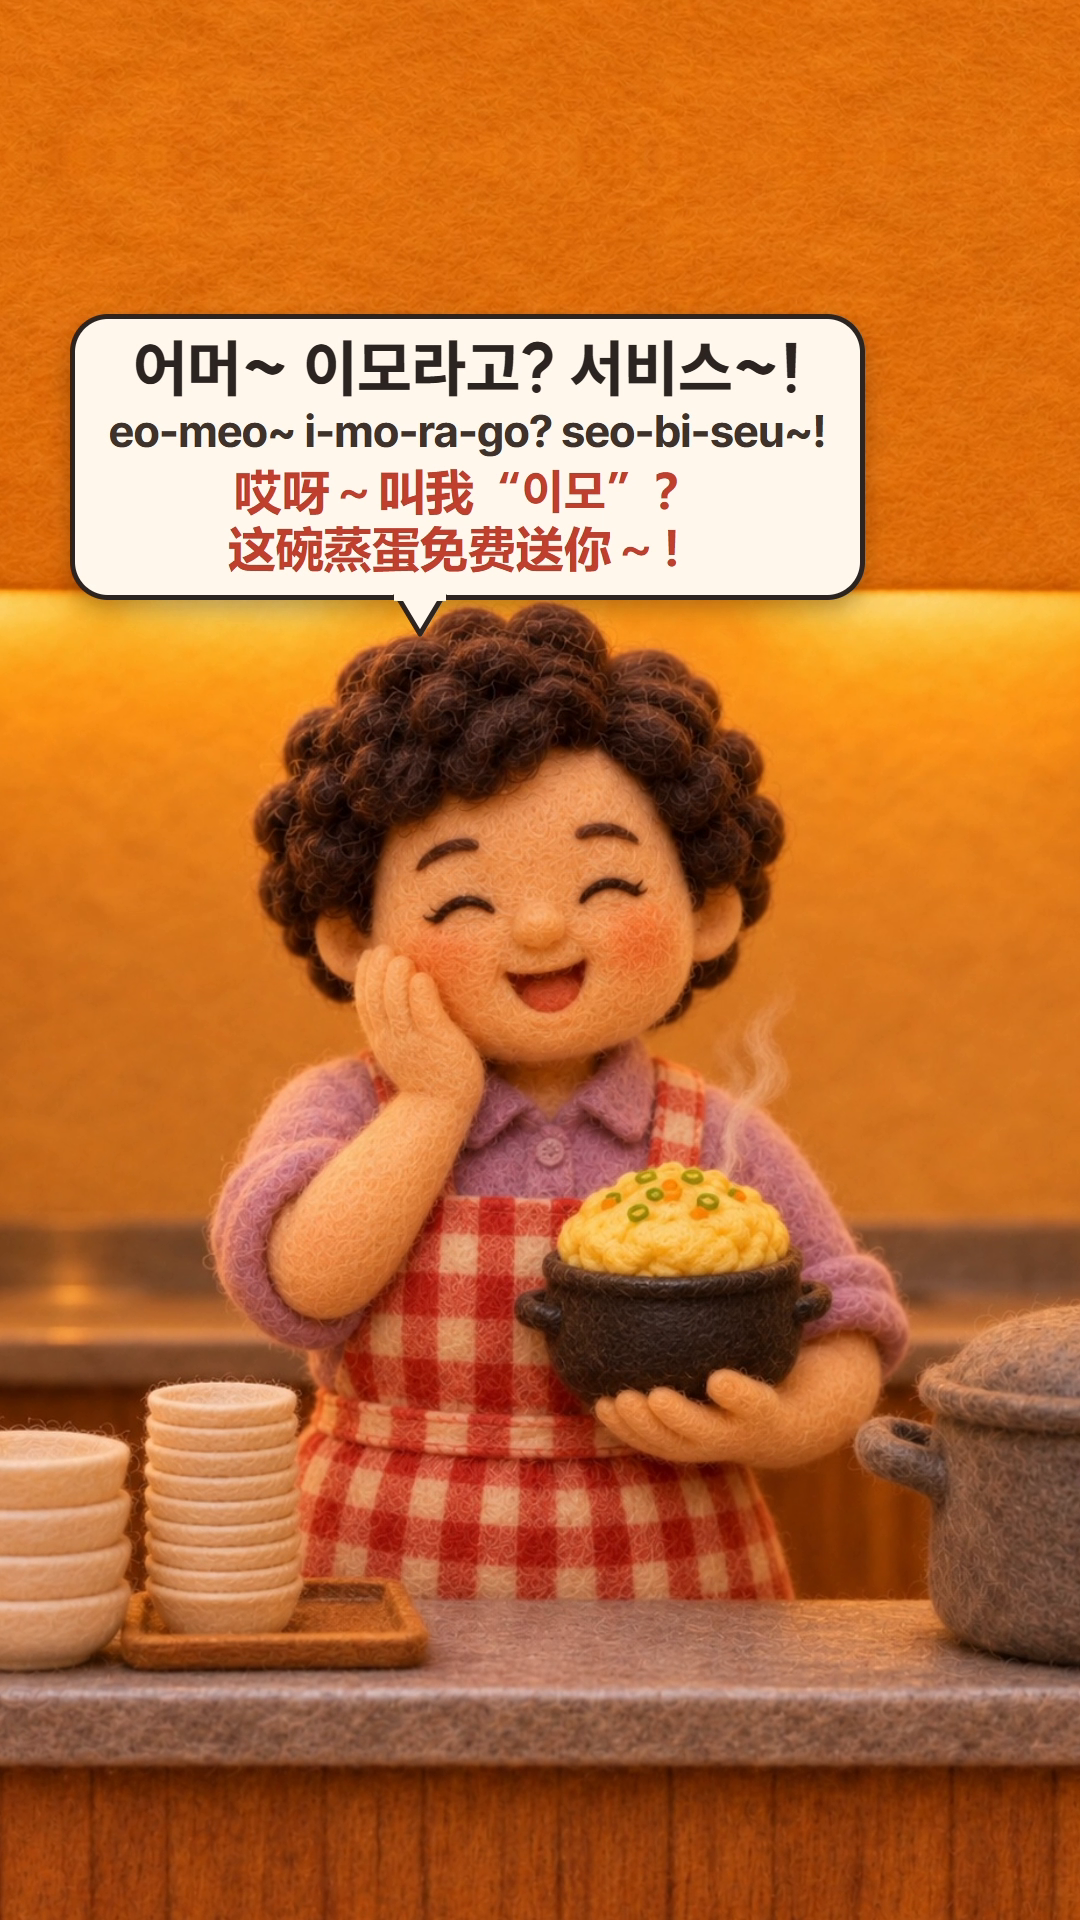 어머~ 이모라고? 서비스~!
eo-meo~ i-mo-ra-go? seo-bi-seu~!
哎呀～叫我“이모”？
这碗蒸蛋免费送你～！